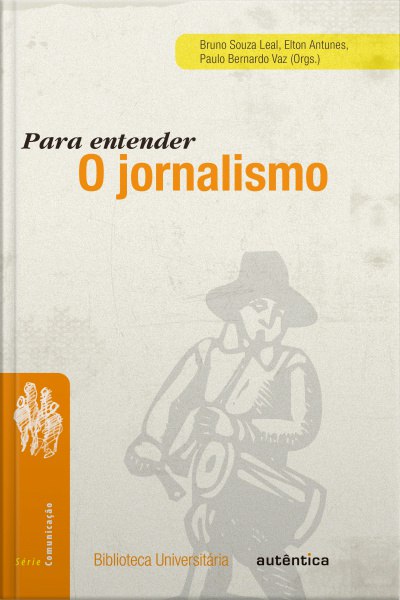 Bruno Souza Leal, Elton Antunes,
Paulo Bernardo Vaz (Orgs.)
Para entender
O jornalismo
Série
Comunicação
Biblioteca Universitária
autêntica